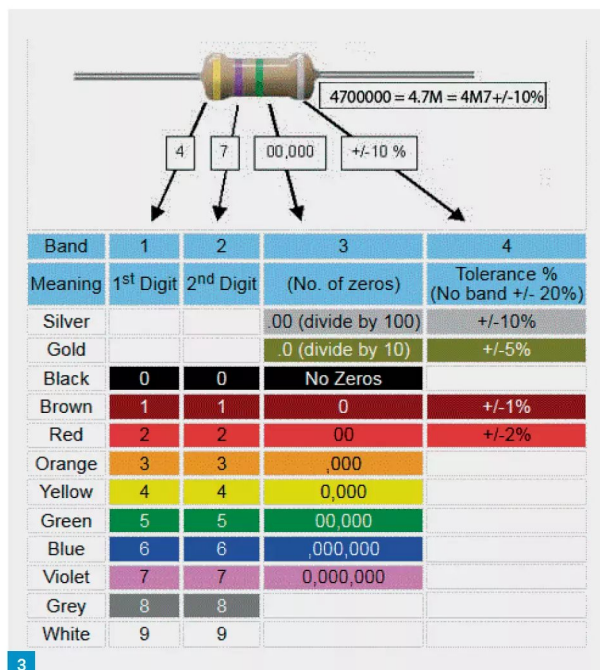 4700000 = 4.7M = 4M7+/-10%
4 7 00,000 +/-10 %
Band 1 2 3 4
Meaning 1st Digit 2nd Digit (No. of zeros) Tolerance %
(No band +/- 20%)
Silver .00 (divide by 100) +/-10%
Gold .0 (divide by 10) +/-5%
Black 0 0 No Zeros
Brown 1 1 0 +/-1%
Red 2 2 00 +/-2%
Orange 3 3 ,000
Yellow 4 4 0,000
Green 5 5 00,000
Blue 6 6 ,000,000
Violet 7 7 0,000,000
Grey 8 8
White 9 9
3